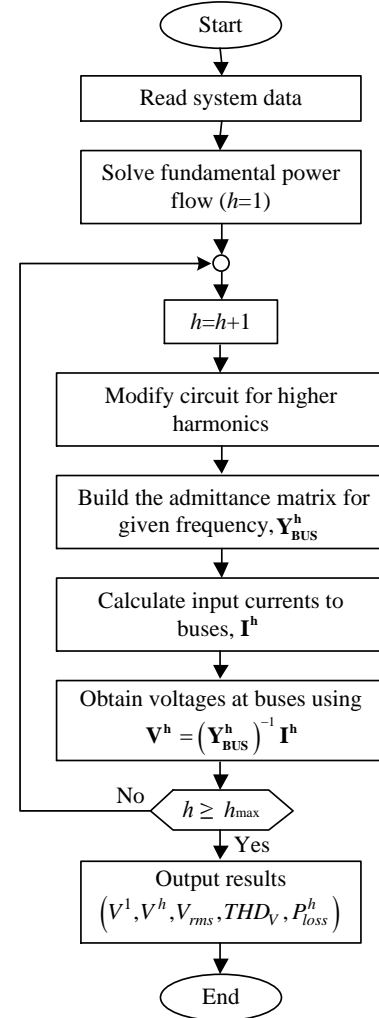 Start
Read system data
Solve fundamental power
flow (h=1)
h=h+1
Modify circuit for higher
harmonics
Build the admittance matrix for
given frequency, Y^h_BUS
Calculate input currents to
buses, I^h
Obtain voltages at buses using
V^h = (Y^h_BUS)^−1 I^h
No
h ≥ h_max
Yes
Output results
(V^1, V^h, V_rms, THD_V, P^h_loss)
End